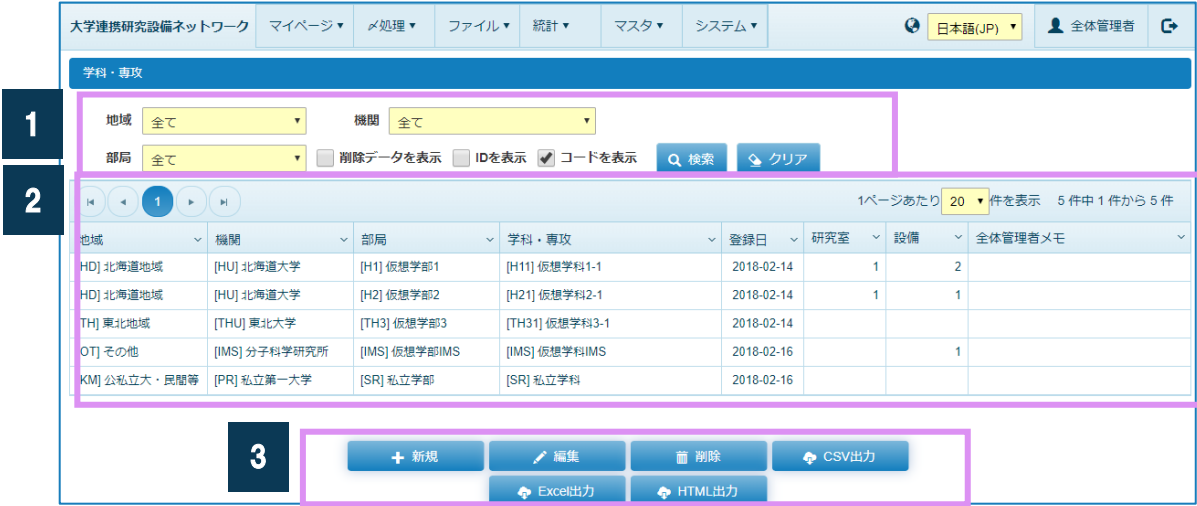 大学連携研究設備ネットワーク マイページ▼ 〆処理▼ ファイル▼ 統計▼ マスタ▼ システム▼ 日本語(JP) ▼ 全体管理者
学科・専攻
1
地域 全て ▼ 機関 全て ▼
部局 全て ▼ 削除データを表示 IDを表示 コードを表示 検索 クリア
2
1 1ページあたり 20 ▼ 件を表示 5 件中 1 件から 5 件
地域 機関 部局 学科・専攻 登録日 研究室 設備 全体管理者メモ
HD] 北海道地域 [HU] 北海道大学 [H1] 仮想学部1 [H11] 仮想学科1-1 2018-02-14 1 2
HD] 北海道地域 [HU] 北海道大学 [H2] 仮想学部2 [H21] 仮想学科2-1 2018-02-14 1 1
TH] 東北地域 [THU] 東北大学 [TH3] 仮想学部3 [TH31] 仮想学科3-1 2018-02-14
OT] その他 [IMS] 分子科学研究所 [IMS] 仮想学部IMS [IMS] 仮想学科IMS 2018-02-16 1
KM] 公私立大・民間等 [PR] 私立第一大学 [SR] 私立学部 [SR] 私立学科 2018-02-16
3
新規 編集 削除 CSV出力
Excel出力 HTML出力